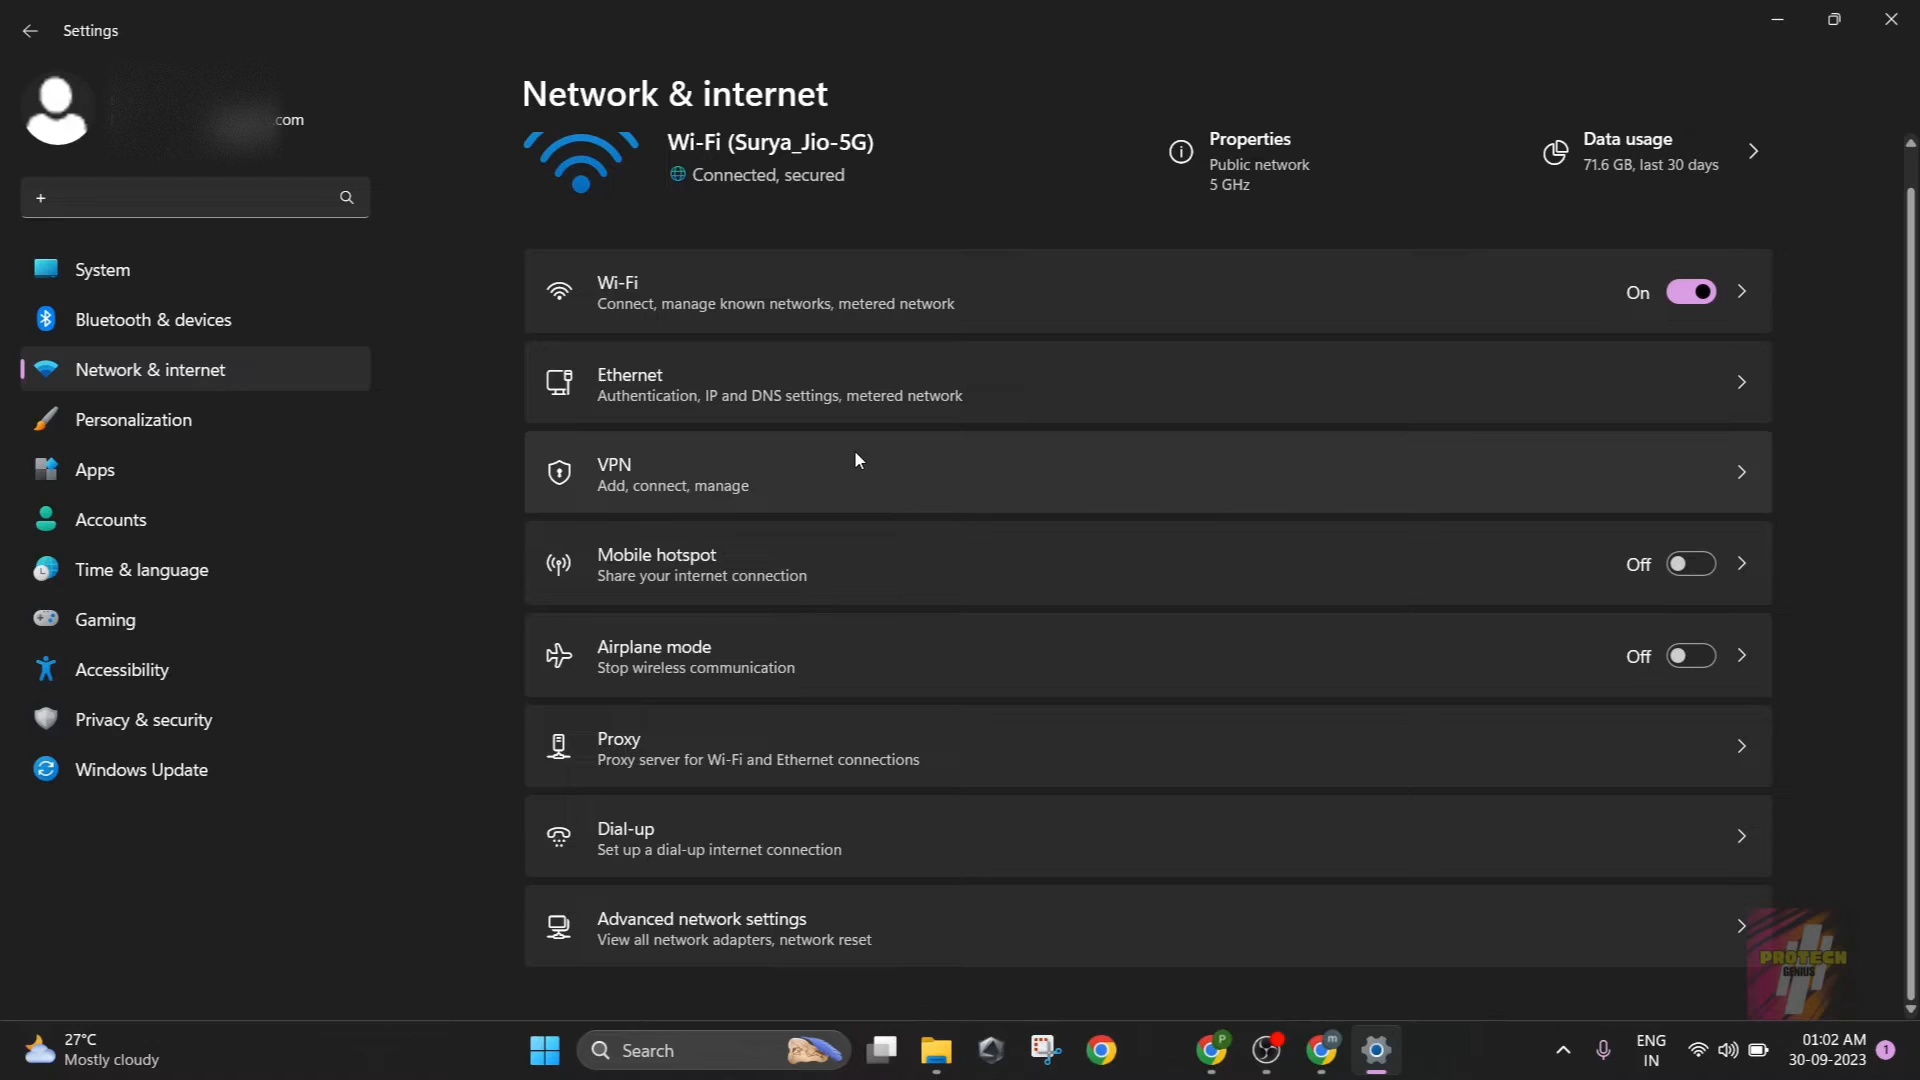 Settings
.com
+
System
Bluetooth & devices
Network & internet
Personalization
Apps
Accounts
Time & language
Gaming
Accessibility
Privacy & security
Windows Update
Network & internet
Wi-Fi (Surya_Jio-5G)
Connected, secured
Properties
Public network
5 GHz
Data usage
71.6 GB, last 30 days
Wi-Fi
Connect, manage known networks, metered network
On
Ethernet
Authentication, IP and DNS settings, metered network
VPN
Add, connect, manage
Mobile hotspot
Share your internet connection
Off
Airplane mode
Stop wireless communication
Off
Proxy
Proxy server for Wi-Fi and Ethernet connections
Dial-up
Set up a dial-up internet connection
Advanced network settings
View all network adapters, network reset
PROTECH
GENIUS
27°C
Mostly cloudy
Search
P
m
ENG
IN
01:02 AM
30-09-2023
1